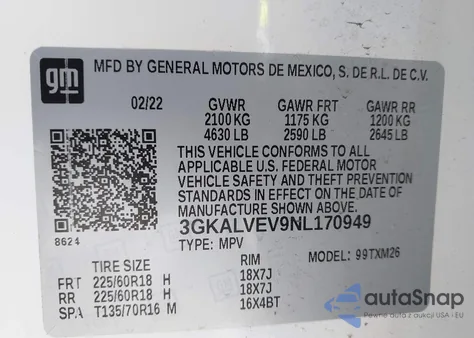 gm
MFD BY GENERAL MOTORS DE MEXICO, S. DE R.L. DE C.V.
02/22 GVWR GAWR FRT GAWR RR
2100 KG 1175 KG 1200 KG
4630 LB 2590 LB 2645 LB
THIS VEHICLE CONFORMS TO ALL
APPLICABLE U.S. FEDERAL MOTOR
VEHICLE SAFETY AND THEFT PREVENTION
STANDARDS IN EFFECT ON THE DATE OF
MANUFACTURE SHOWN ABOVE.
8624
3GKALVEV9NL170949
TYPE: MPV MODEL: 99TXM26
TIRE SIZE RIM
FRT 225/60R18 H 18X7J
RR 225/60R18 H 18X7J
SPA T135/70R16 M 16X4BT
autoSnap
Автоаукціони США